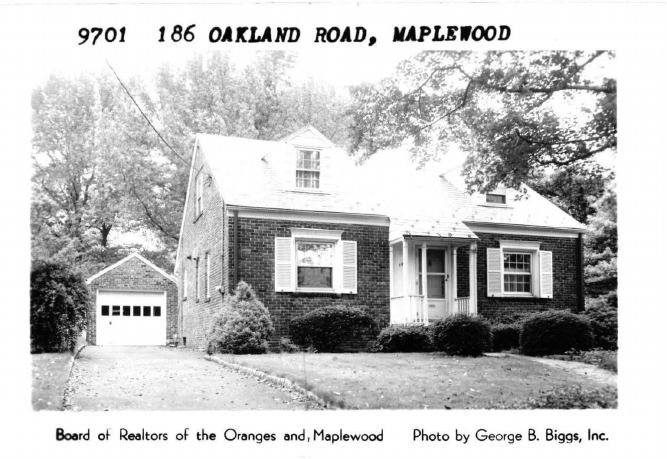 9701 186 OAKLAND ROAD, MAPLEWOOD
Board of Realtors of the Oranges and, Maplewood Photo by George B. Biggs, Inc.